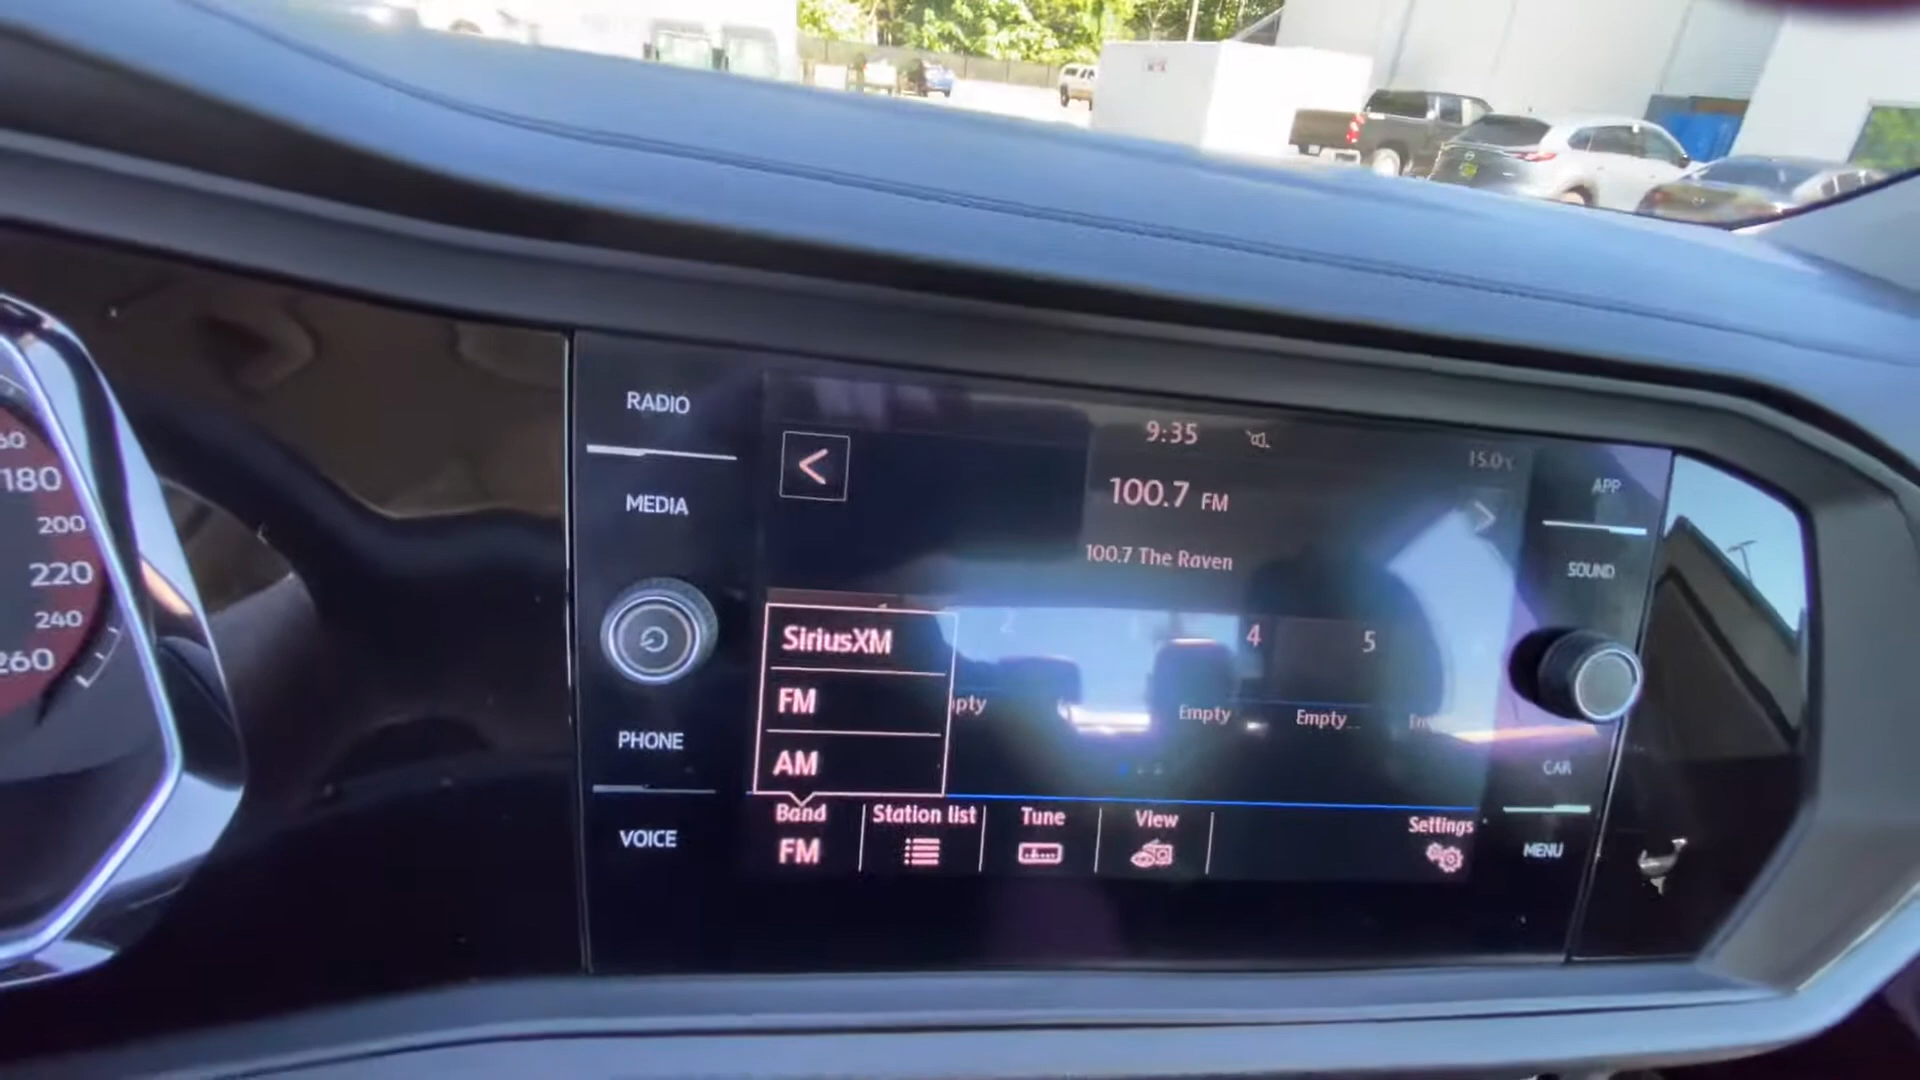 RADIO
MEDIA
PHONE
VOICE
9:35
15.0
100.7 FM
100.7 The Raven
4
5
SiriusXM
FM
AM
Empty
Empty
Band
FM
Station list
Tune
View
Settings
APP
SOUND
CAR
MENU
180
200
220
240
260